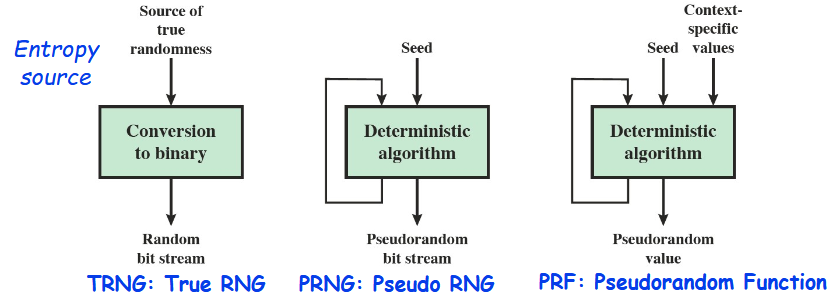 Source of
true
randomness
Entropy
source
Conversion
to binary
Random
bit stream
TRNG: True RNG
Seed
Deterministic
algorithm
Pseudorandom
bit stream
PRNG: Pseudo RNG
Context-
specific
values
Seed
Deterministic
algorithm
Pseudorandom
value
PRF: Pseudorandom Function